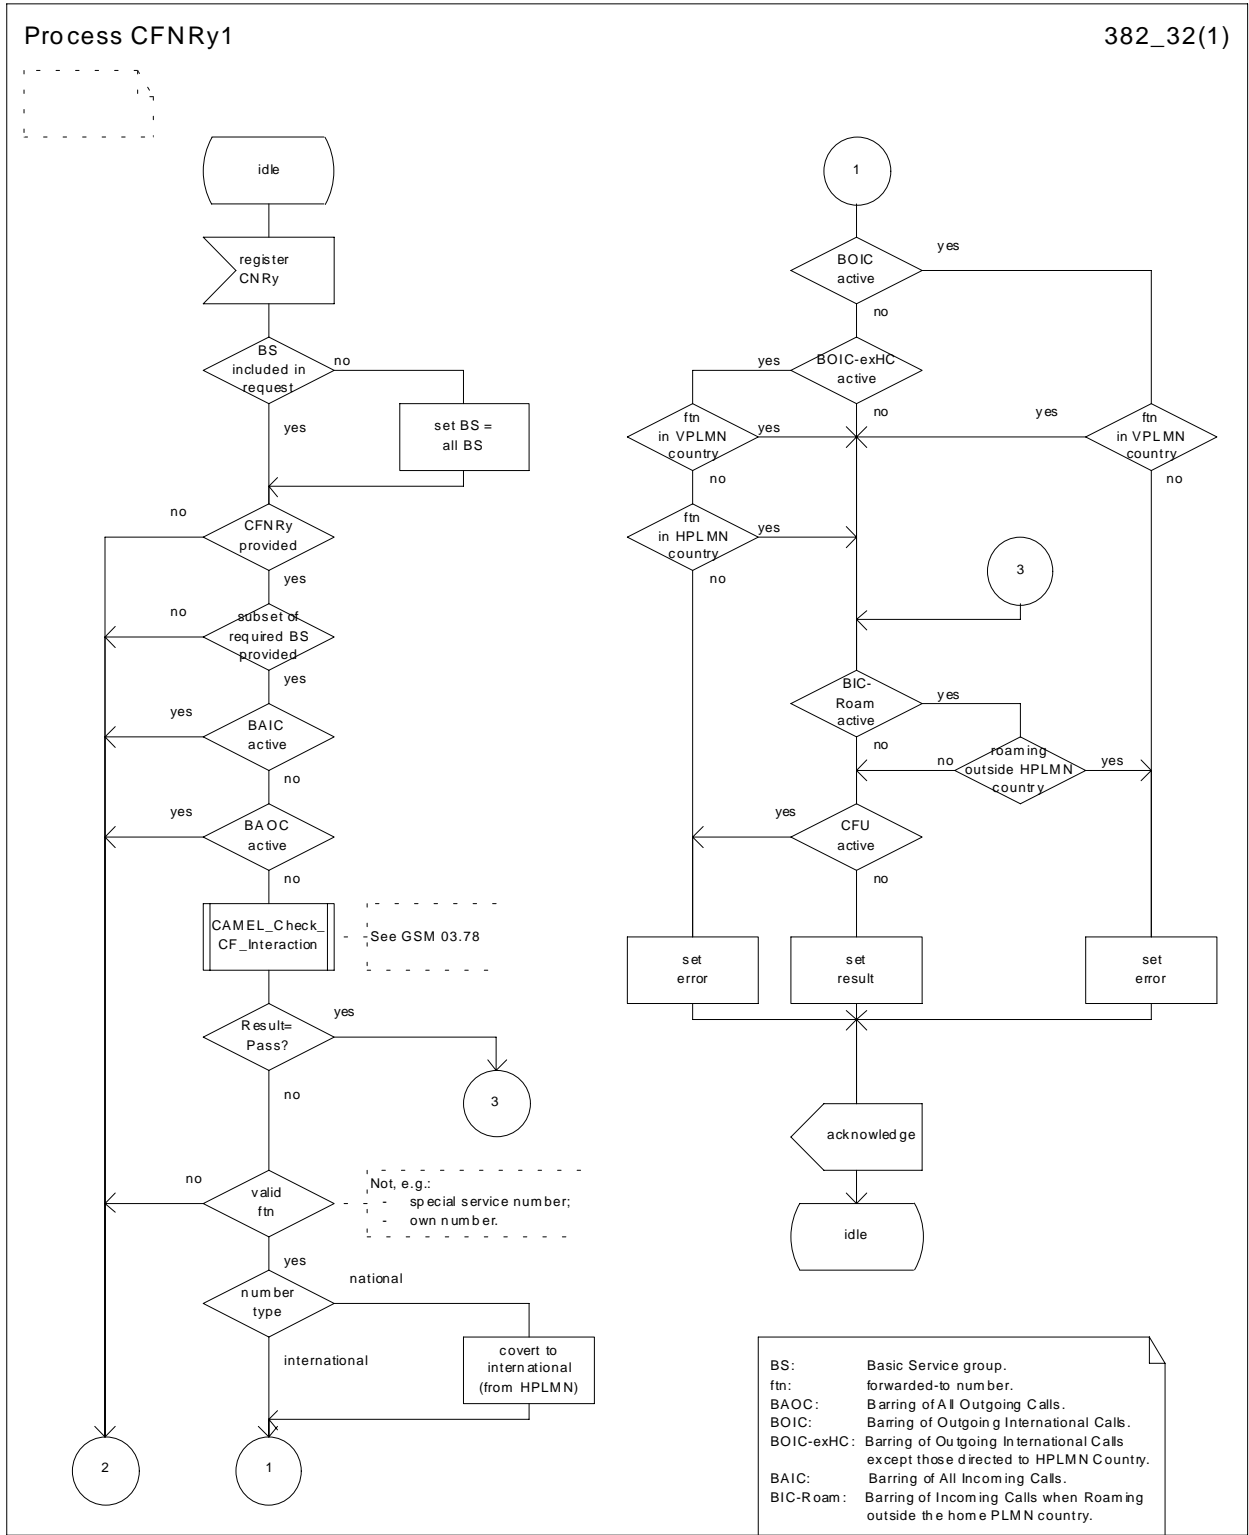 Process CFNRy1
382_32(1)
idle
register
CNRy
BS
included in
request
no
yes
set BS =
all BS
no
CFNRy
provided
yes
no
subset of
required BS
provided
yes
yes
BAIC
active
no
yes
BAOC
active
no
CAMEL_Check_
CF_Interaction
See GSM 03.78
Result=
Pass?
yes
no
3
no
valid
ftn
Not, e.g.:
- special service number;
- own number.
yes
number
type
national
international
covert to
international
(from HPLMN)
2
1
1
BOIC
active
yes
no
yes
BOIC-exHC
active
no
ftn
in VPLMN
country
yes
no
yes
ftn
in VPLMN
country
no
ftn
in HPLMN
country
yes
no
3
BIC-
Roam
active
yes
no
no
roaming
outside HPLMN
country
yes
yes
CFU
active
no
set
error
set
result
set
error
acknowledge
idle
BS: Basic Service group.
ftn: forwarded-to number.
BAOC: Barring of All Outgoing Calls.
BOIC: Barring of Outgoing International Calls.
BOIC-exHC: Barring of Outgoing International Calls
except those directed to HPLMN Country.
BAIC: Barring of All Incoming Calls.
BIC-Roam: Barring of Incoming Calls when Roaming
outside the home PLMN country.